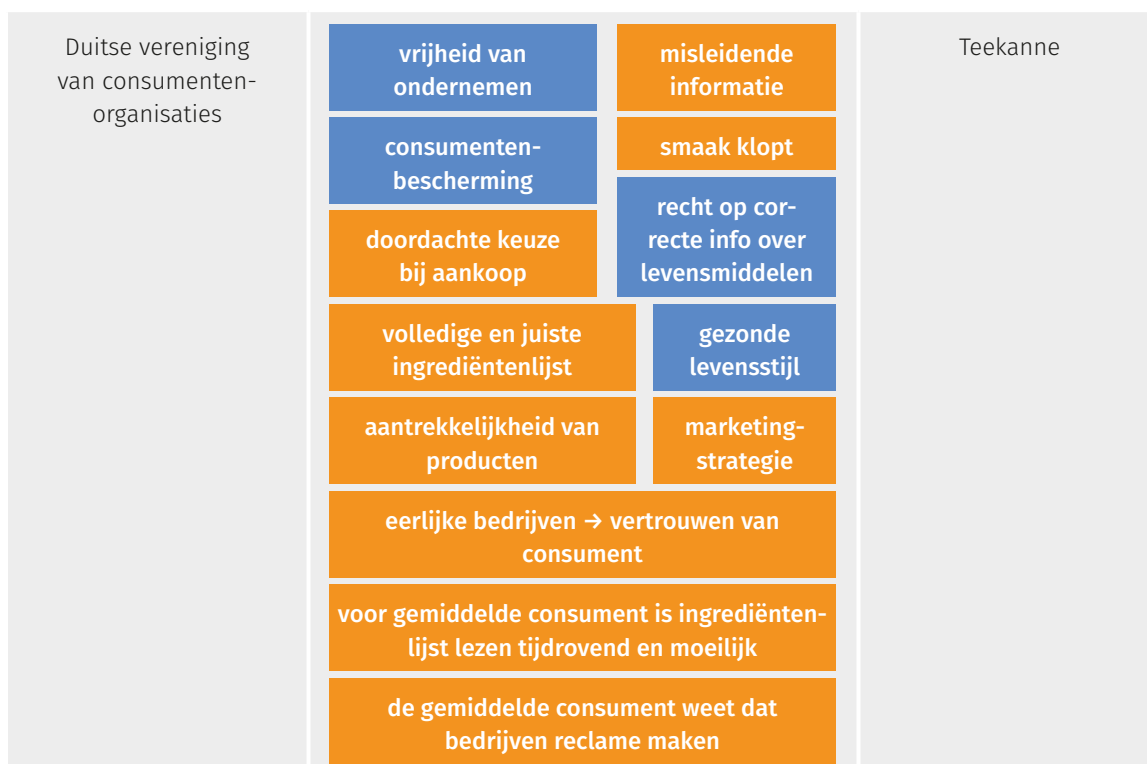 Duitse vereniging
van consumenten-
organisaties
vrijheid van
ondernemen
misleidende
informatie
consumenten-
bescherming
smaak klopt
doordachte keuze
bij aankoop
recht op cor-
recte info over
levensmiddelen
volledige en juiste
ingrediëntenlijst
gezonde
levensstijl
aantrekkelijkheid van
producten
marketing-
strategie
eerlijke bedrijven → vertrouwen van
consument
voor gemiddelde consument is ingrediënten-
lijst lezen tijdrovend en moeilijk
de gemiddelde consument weet dat
bedrijven reclame maken
Teekanne